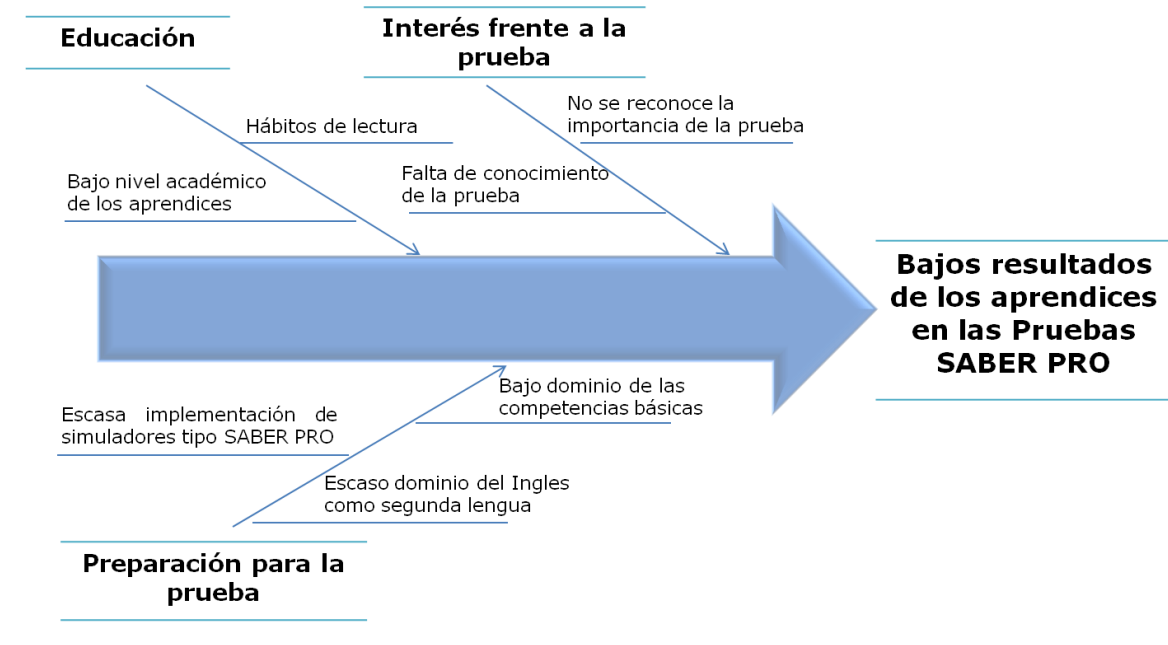 Educación
Interés frente a la
prueba
Hábitos de lectura
No se reconoce la
importancia de la prueba
Bajo nivel académico
de los aprendices
Falta de conocimiento
de la prueba
Bajos resultados
de los aprendices
en las Pruebas
SABER PRO
Escasa implementación de
simuladores tipo SABER PRO
Bajo dominio de las
competencias básicas
Escaso dominio del Ingles
como segunda lengua
Preparación para la
prueba